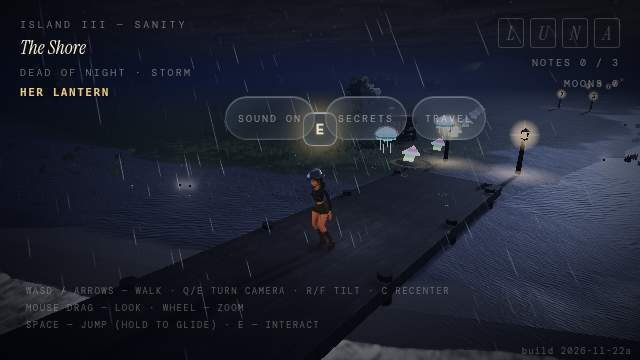 ISLAND III — SANITY
The Shore
DEAD OF NIGHT · STORM
HER LANTERN
L U N A
NOTES 0 / 3
MOONS 0
SOUND ON
E
SECRETS
TRAVEL
WASD / ARROWS — WALK · Q/E TURN CAMERA · R/F TILT · C RECENTER
MOUSE DRAG — LOOK · WHEEL — ZOOM
SPACE — JUMP (HOLD TO GLIDE) · E — INTERACT
build 2026-11-22a